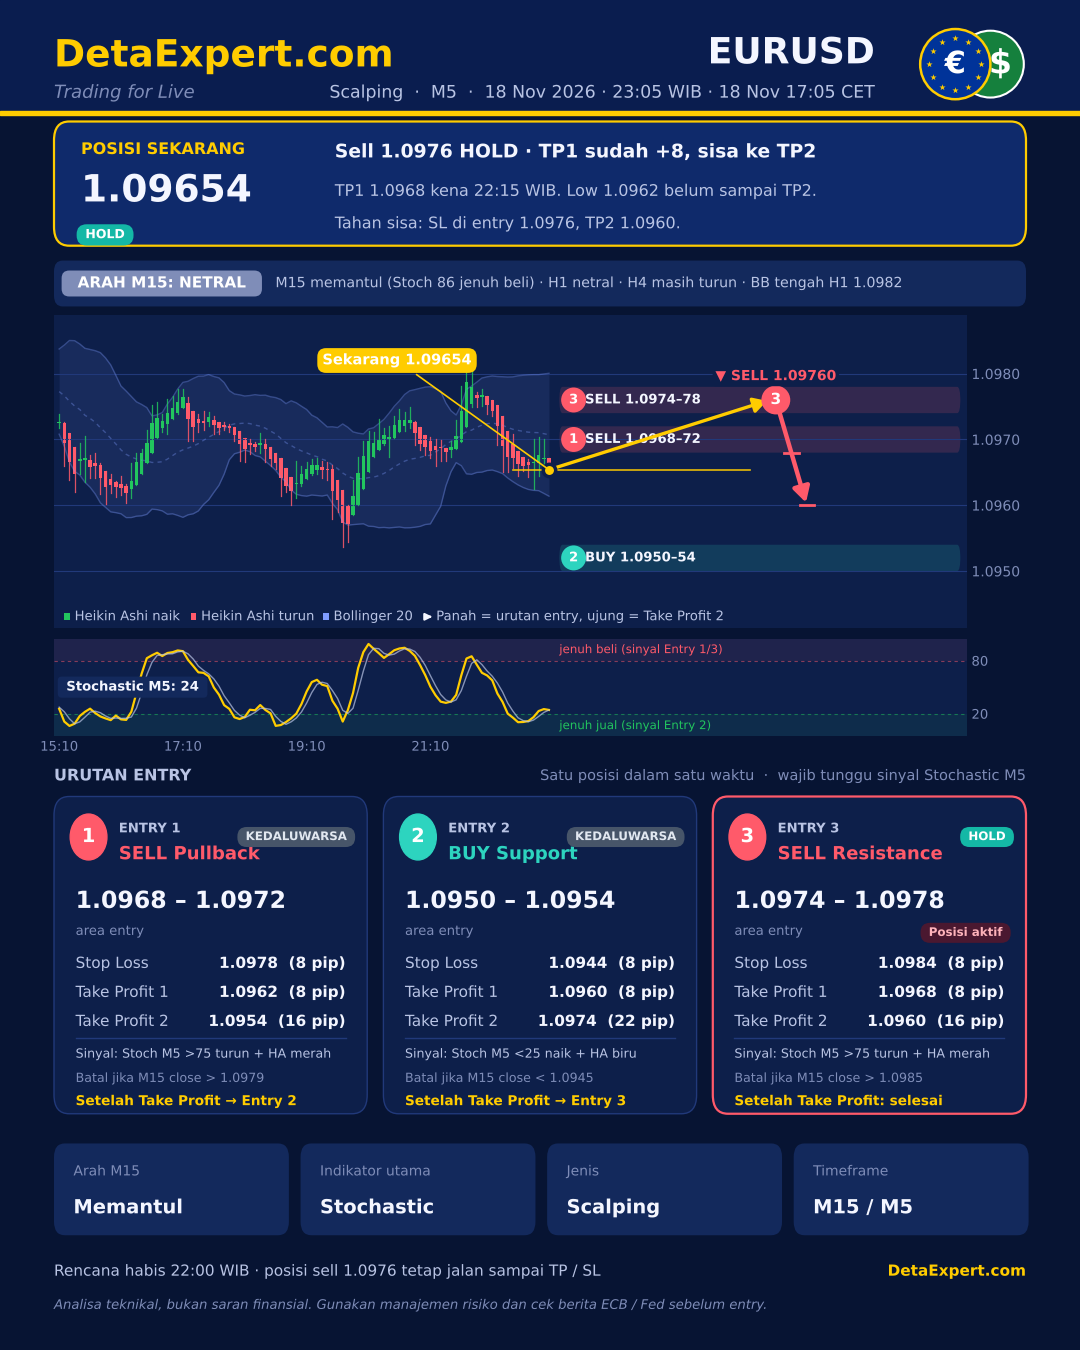 DetaExpert.com
Trading for Live
EURUSD
Scalping · M5 · 18 Nov 2026 · 23:05 WIB · 18 Nov 17:05 CET
€ $
POSISI SEKARANG
1.09654
HOLD
Sell 1.0976 HOLD · TP1 sudah +8, sisa ke TP2
TP1 1.0968 kena 22:15 WIB. Low 1.0962 belum sampai TP2.
Tahan sisa: SL di entry 1.0976, TP2 1.0960.
ARAH M15: NETRAL
M15 memantul (Stoch 86 jenuh beli) · H1 netral · H4 masih turun · BB tengah H1 1.0982
Sekarang 1.09654
▼ SELL 1.09760
3 SELL 1.0974–78
3
1 SELL 1.0968–72
2 BUY 1.0950–54
1.0980
1.0970
1.0960
1.0950
Heikin Ashi naik
Heikin Ashi turun
Bollinger 20
Panah = urutan entry, ujung = Take Profit 2
jenuh beli (sinyal Entry 1/3)
80
Stochastic M5: 24
20
jenuh jual (sinyal Entry 2)
15:10 17:10 19:10 21:10
URUTAN ENTRY
Satu posisi dalam satu waktu · wajib tunggu sinyal Stochastic M5
1
ENTRY 1
KEDALUWARSA
SELL Pullback
1.0968 – 1.0972
area entry
Stop Loss 1.0978 (8 pip)
Take Profit 1 1.0962 (8 pip)
Take Profit 2 1.0954 (16 pip)
Sinyal: Stoch M5 >75 turun + HA merah
Batal jika M15 close > 1.0979
Setelah Take Profit → Entry 2
2
ENTRY 2
KEDALUWARSA
BUY Support
1.0950 – 1.0954
area entry
Stop Loss 1.0944 (8 pip)
Take Profit 1 1.0960 (8 pip)
Take Profit 2 1.0974 (22 pip)
Sinyal: Stoch M5 <25 naik + HA biru
Batal jika M15 close < 1.0945
Setelah Take Profit → Entry 3
3
ENTRY 3
HOLD
SELL Resistance
1.0974 – 1.0978
area entry
Posisi aktif
Stop Loss 1.0984 (8 pip)
Take Profit 1 1.0968 (8 pip)
Take Profit 2 1.0960 (16 pip)
Sinyal: Stoch M5 >75 turun + HA merah
Batal jika M15 close > 1.0985
Setelah Take Profit: selesai
Arah M15
Memantul
Indikator utama
Stochastic
Jenis
Scalping
Timeframe
M15 / M5
Rencana habis 22:00 WIB · posisi sell 1.0976 tetap jalan sampai TP / SL
DetaExpert.com
Analisa teknikal, bukan saran finansial. Gunakan manajemen risiko dan cek berita ECB / Fed sebelum entry.